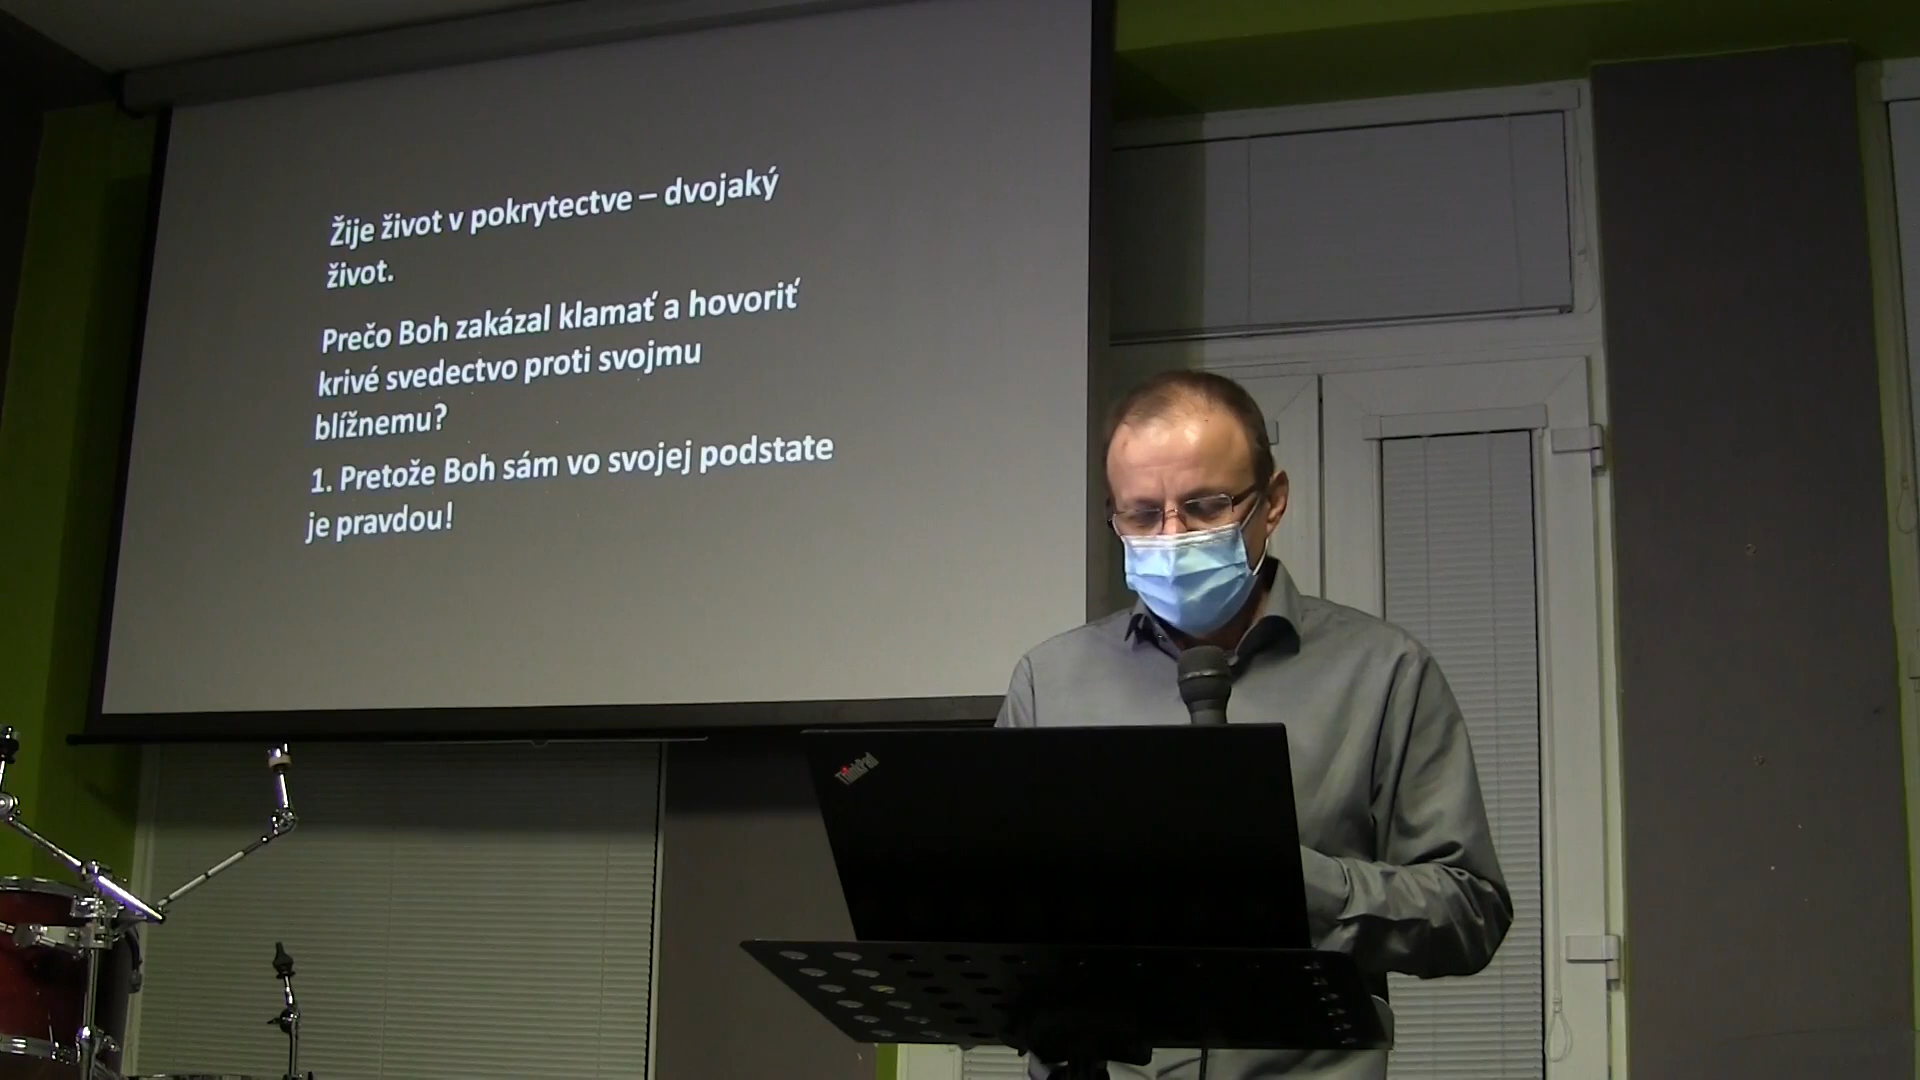 Žije život v pokrytectve – dvojaký
život.
Prečo Boh zakázal klamať a hovoriť
krivé svedectvo proti svojmu
blížnemu?
1. Pretože Boh sám vo svojej podstate
je pravdou!
ThinkPad